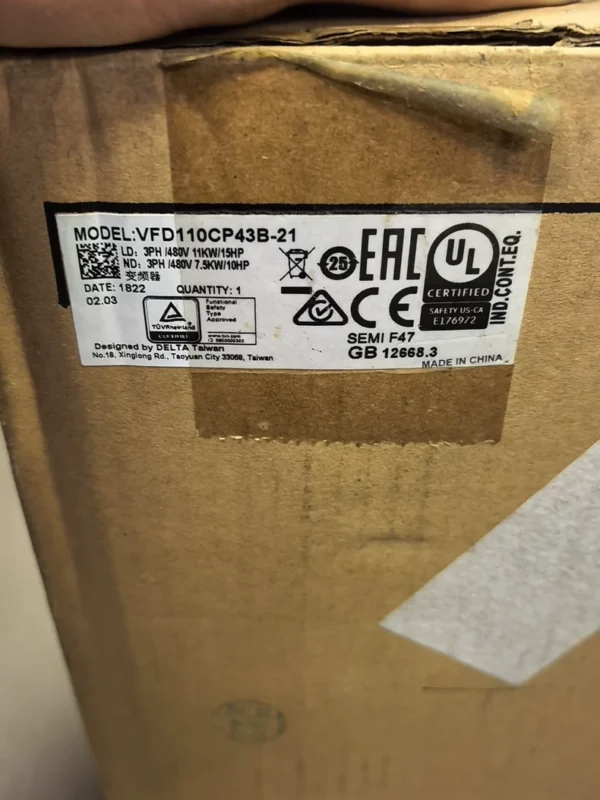 MODEL:VFD110CP43B-21
LD: 3PH /480V 11KW/15HP
ND: 3PH /480V 7.5KW/10HP
变频器
DATE: 1822
QUANTITY: 1
02.03
TÜVRheinland
CERTIFIED
Functional
Safety
Type
Approved
Designed by DELTA Taiwan
No.18, Xinglong Rd., Taoyuan City 33068, Taiwan
25
EAC
CE
SEMI F47
GB 12668.3
MADE IN CHINA
UL
CERTIFIED
SAFETY US-CA
E176972
IND.CONT.EQ.